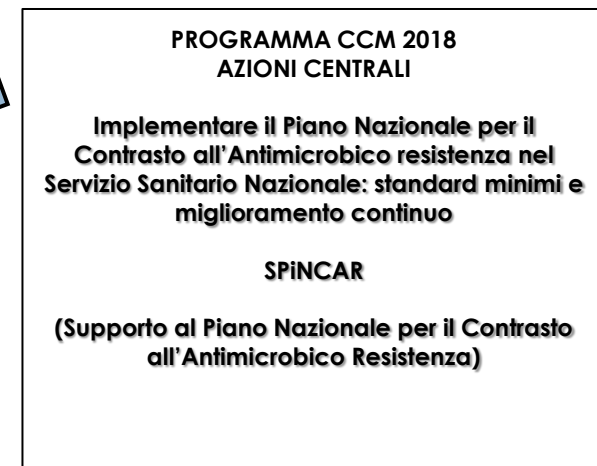 PROGRAMMA CCM 2018
AZIONI CENTRALI
Implementare il Piano Nazionale per il
Contrasto all'Antimicrobico resistenza nel
Servizio Sanitario Nazionale: standard minimi e
miglioramento continuo
SPiNCAR
(Supporto al Piano Nazionale per il Contrasto
all'Antimicrobico Resistenza)